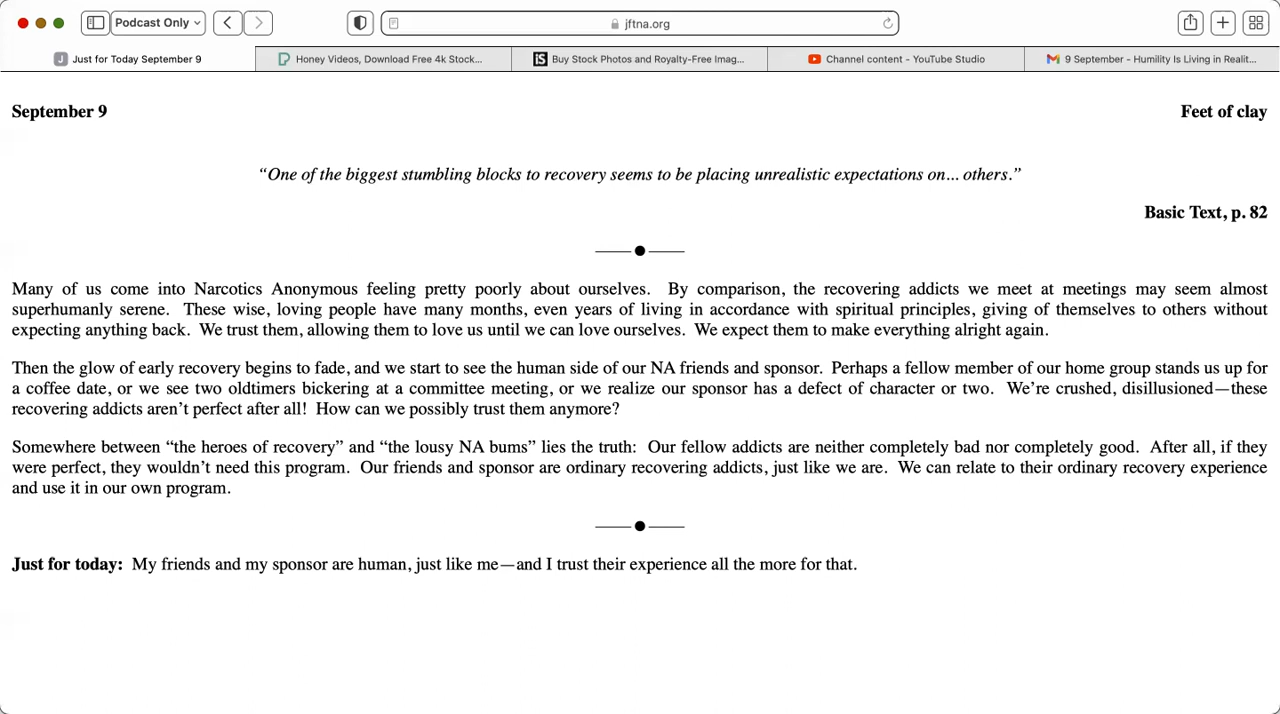 Podcast Only
jftna.org
Just for Today September 9
Honey Videos, Download Free 4k Stock...
Buy Stock Photos and Royalty-Free Imag...
Channel content - YouTube Studio
9 September - Humility Is Living in Realit...
September 9
Feet of clay
“One of the biggest stumbling blocks to recovery seems to be placing unrealistic expectations on... others.”
Basic Text, p. 82
Many of us come into Narcotics Anonymous feeling pretty poorly about ourselves. By comparison, the recovering addicts we meet at meetings may seem almost
superhumanly serene. These wise, loving people have many months, even years of living in accordance with spiritual principles, giving of themselves to others without
expecting anything back. We trust them, allowing them to love us until we can love ourselves. We expect them to make everything alright again.
Then the glow of early recovery begins to fade, and we start to see the human side of our NA friends and sponsor. Perhaps a fellow member of our home group stands us up for
a coffee date, or we see two oldtimers bickering at a committee meeting, or we realize our sponsor has a defect of character or two. We’re crushed, disillusioned—these
recovering addicts aren’t perfect after all! How can we possibly trust them anymore?
Somewhere between “the heroes of recovery” and “the lousy NA bums” lies the truth: Our fellow addicts are neither completely bad nor completely good. After all, if they
were perfect, they wouldn’t need this program. Our friends and sponsor are ordinary recovering addicts, just like we are. We can relate to their ordinary recovery experience
and use it in our own program.
Just for today: My friends and my sponsor are human, just like me—and I trust their experience all the more for that.